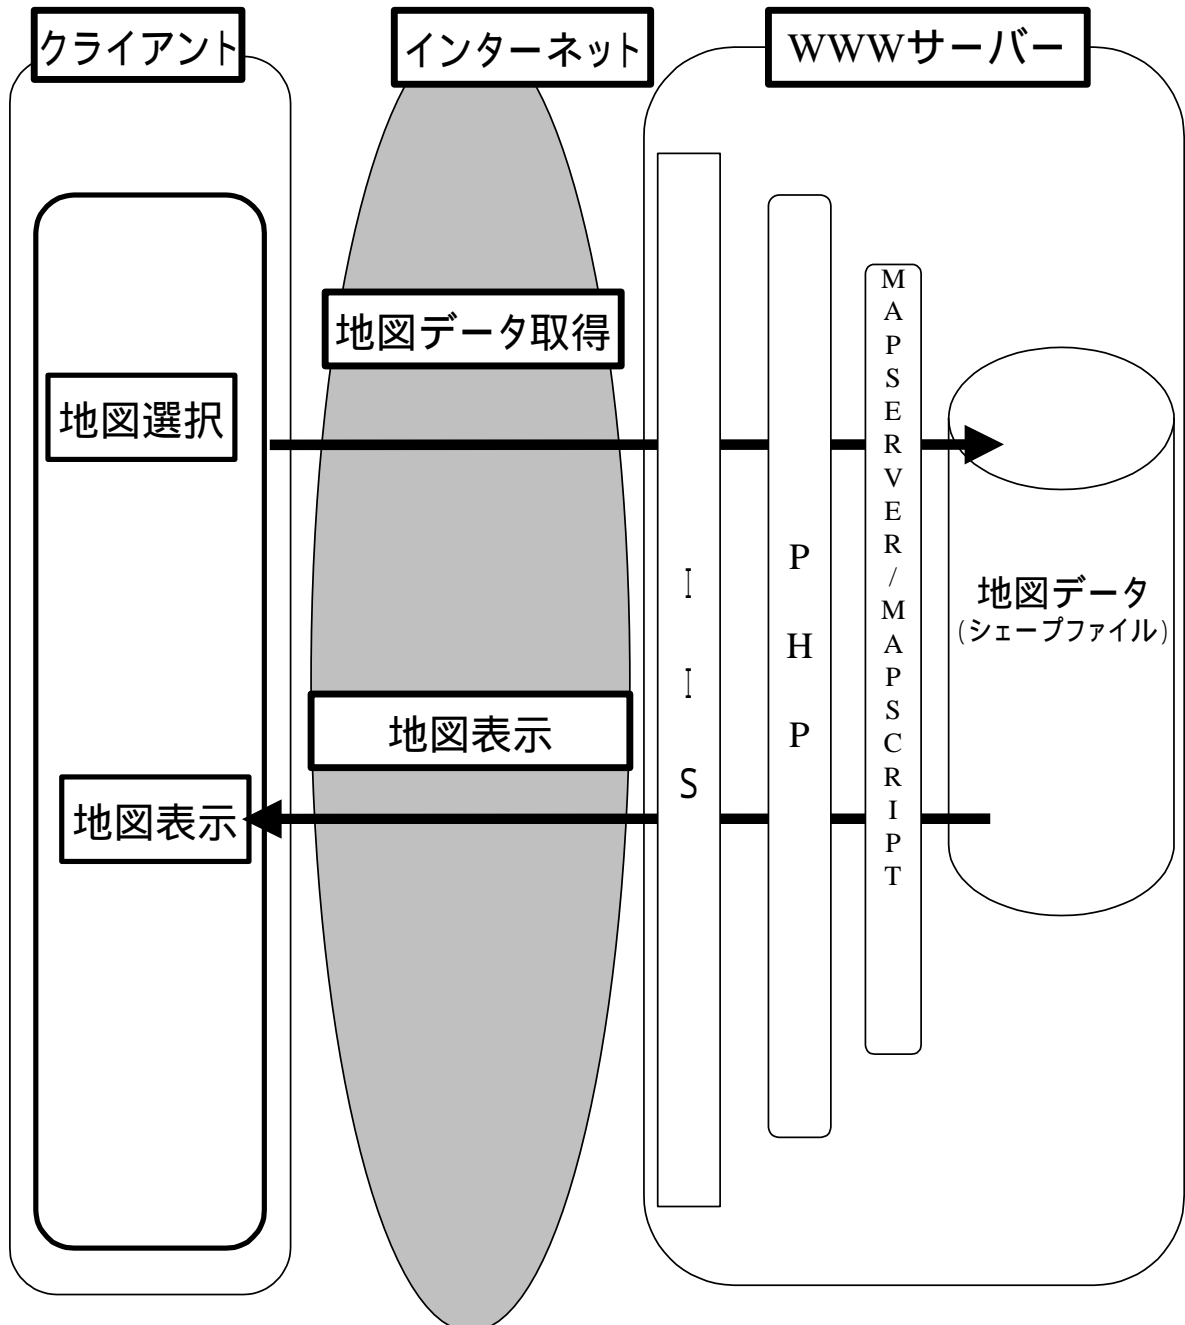 クライアント
インターネット
WWWサーバー
地図データ取得
地図選択
IIS
PHP
MAPSERVER/MAPSCRIPT
地図データ
(シェープファイル)
地図表示
地図表示